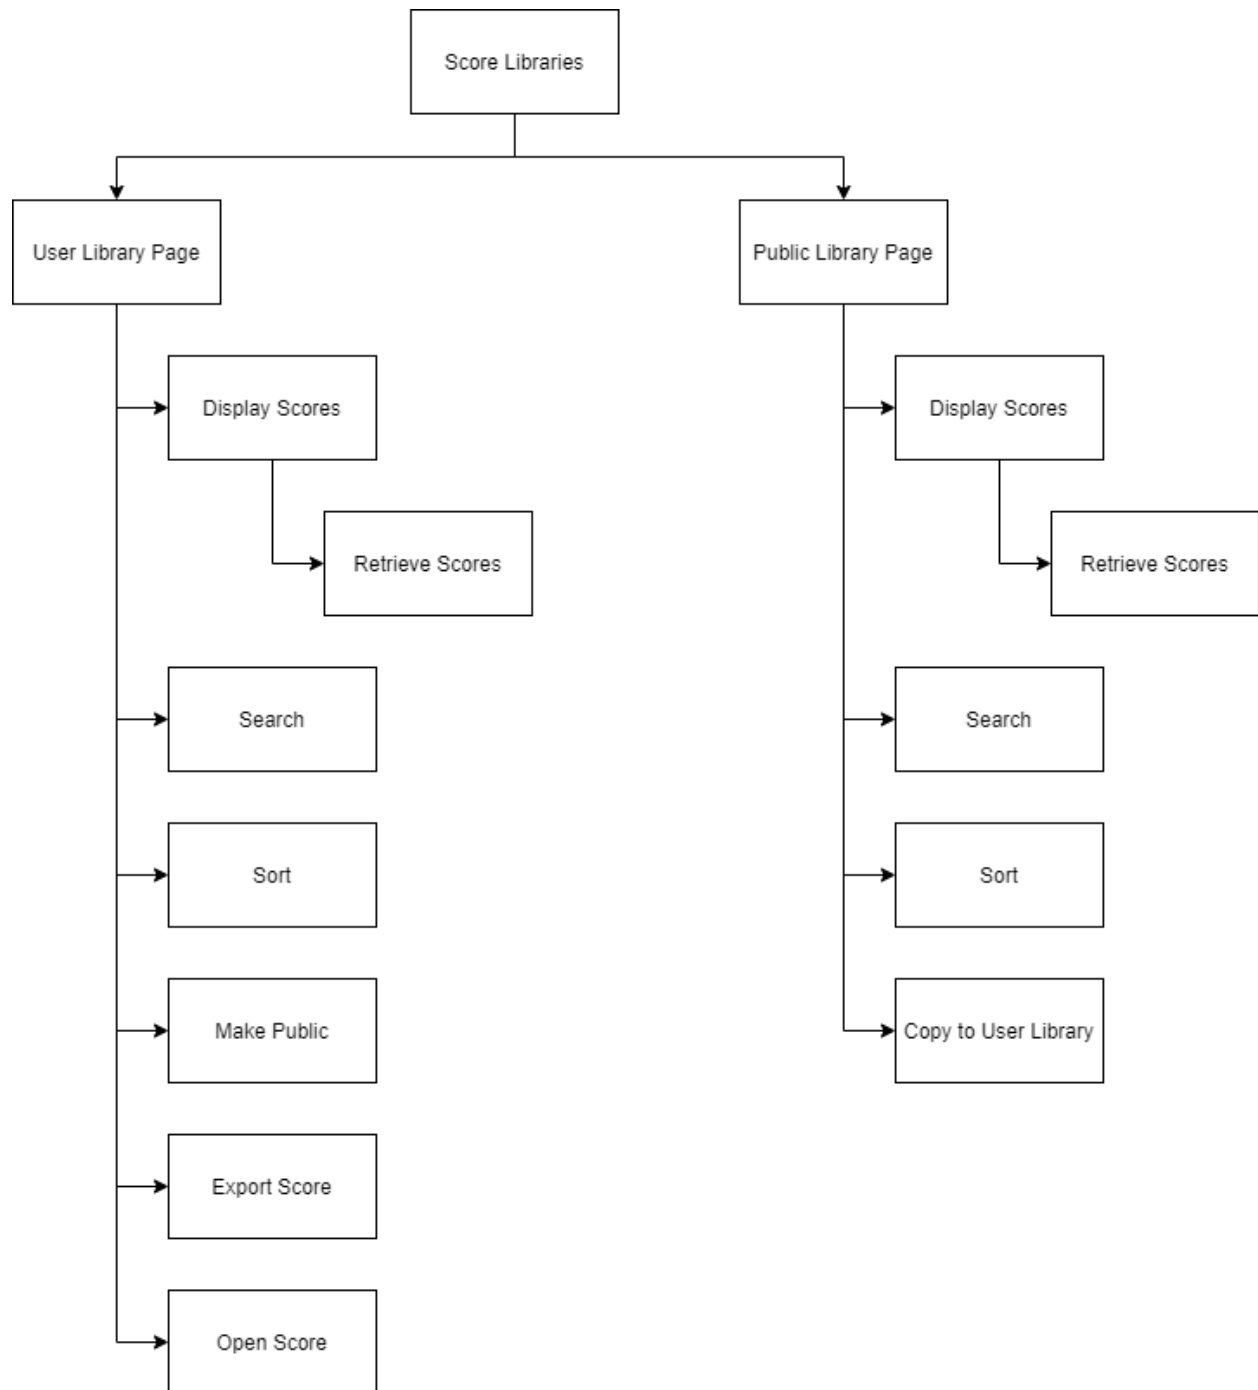 Score Libraries
User Library Page
Public Library Page
Display Scores
Display Scores
Retrieve Scores
Retrieve Scores
Search
Search
Sort
Sort
Make Public
Copy to User Library
Export Score
Open Score